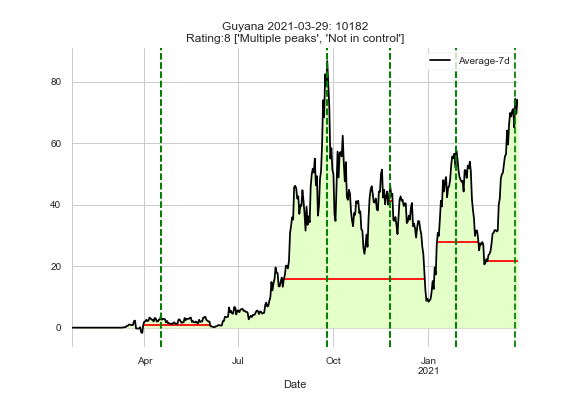 Guyana 2021-03-29: 10182
Rating:8 ['Multiple peaks', 'Not in control']
Average-7d
80
60
40
20
0
Apr
Jul
Oct
Jan
2021
Date